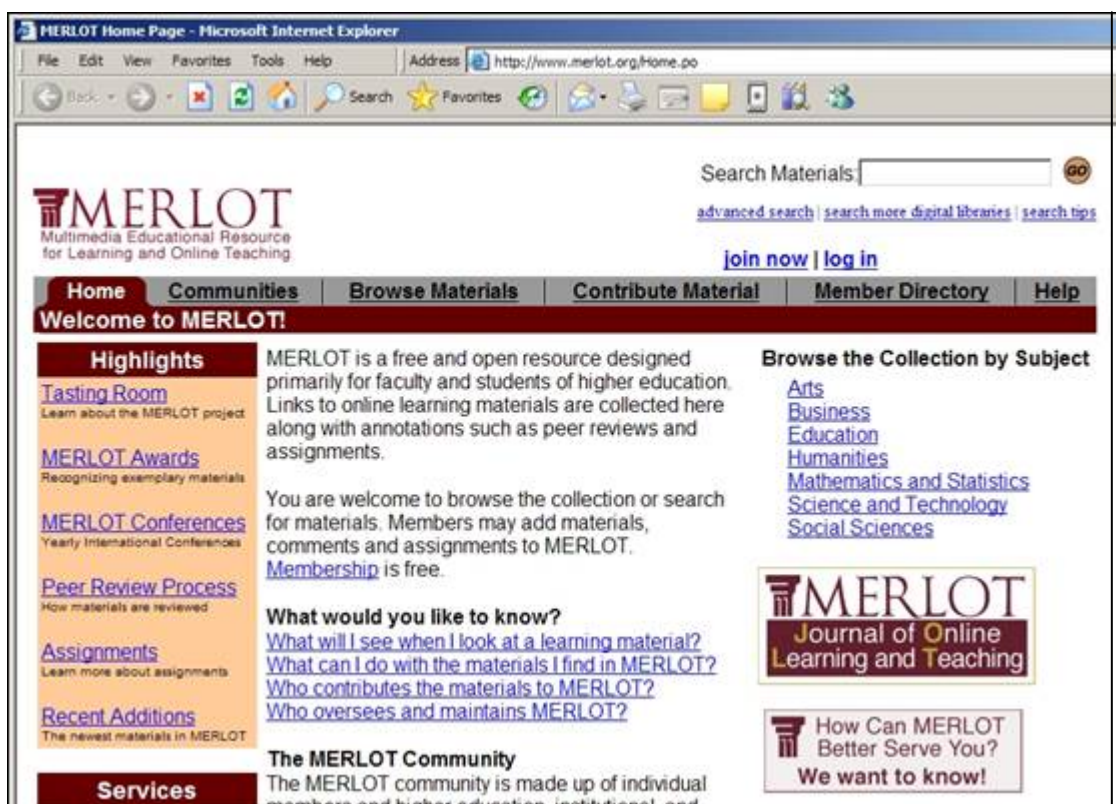 MERLOT Home Page - Microsoft Internet Explorer
File Edit View Favorites Tools Help Address http://www.merlot.org/Home.po
Back Search Favorites
Search Materials: GO
advanced search | search more digital libraries | search tips
MERLOT
Multimedia Educational Resource
for Learning and Online Teaching
join now | log in
Home Communities Browse Materials Contribute Material Member Directory Help
Welcome to MERLOT!
Highlights
Tasting Room
Learn about the MERLOT project
MERLOT Awards
Recognizing exemplary materials
MERLOT Conferences
Yearly International Conferences
Peer Review Process
How materials are reviewed
Assignments
Learn more about assignments
Recent Additions
The newest materials in MERLOT
Services
MERLOT is a free and open resource designed
primarily for faculty and students of higher education.
Links to online learning materials are collected here
along with annotations such as peer reviews and
assignments.
You are welcome to browse the collection or search
for materials. Members may add materials,
comments and assignments to MERLOT.
Membership is free.
What would you like to know?
What will I see when I look at a learning material?
What can I do with the materials I find in MERLOT?
Who contributes the materials to MERLOT?
Who oversees and maintains MERLOT?
The MERLOT Community
The MERLOT community is made up of individual
members and higher education, institutional, and
Browse the Collection by Subject
Arts
Business
Education
Humanities
Mathematics and Statistics
Science and Technology
Social Sciences
MERLOT
Journal of Online
Learning and Teaching
How Can MERLOT
Better Serve You?
We want to know!